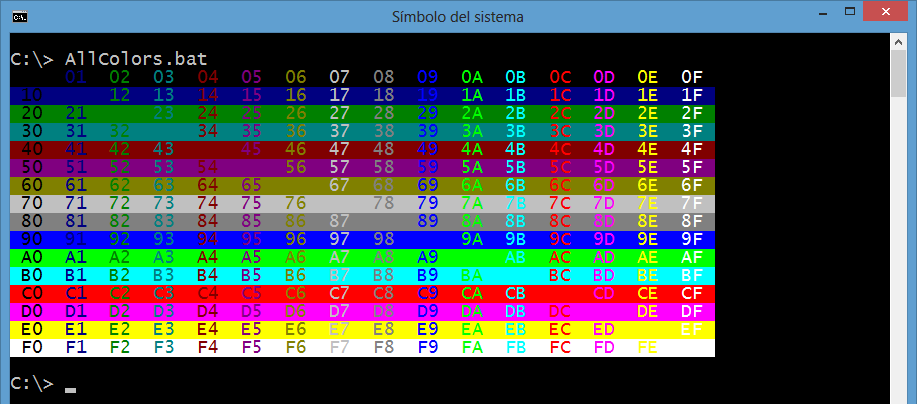 Símbolo del sistema
C:\> AllColors.bat
01 02 03 04 05 06 07 08 09 0A 0B 0C 0D 0E 0F
10 12 13 14 15 16 17 18 19 1A 1B 1C 1D 1E 1F
20 21 23 24 25 26 27 28 29 2A 2B 2C 2D 2E 2F
30 31 32 34 35 36 37 38 39 3A 3B 3C 3D 3E 3F
40 41 42 43 45 46 47 48 49 4A 4B 4C 4D 4E 4F
50 51 52 53 54 56 57 58 59 5A 5B 5C 5D 5E 5F
60 61 62 63 64 65 67 68 69 6A 6B 6C 6D 6E 6F
70 71 72 73 74 75 76 78 79 7A 7B 7C 7D 7E 7F
80 81 82 83 84 85 86 87 89 8A 8B 8C 8D 8E 8F
90 91 92 93 94 95 96 97 98 9A 9B 9C 9D 9E 9F
A0 A1 A2 A3 A4 A5 A6 A7 A8 A9 AB AC AD AE AF
B0 B1 B2 B3 B4 B5 B6 B7 B8 B9 BA BC BD BE BF
C0 C1 C2 C3 C4 C5 C6 C7 C8 C9 CA CB CD CE CF
D0 D1 D2 D3 D4 D5 D6 D7 D8 D9 DA DB DC DE DF
E0 E1 E2 E3 E4 E5 E6 E7 E8 E9 EA EB EC ED EF
F0 F1 F2 F3 F4 F5 F6 F7 F8 F9 FA FB FC FD FE
C:\> _